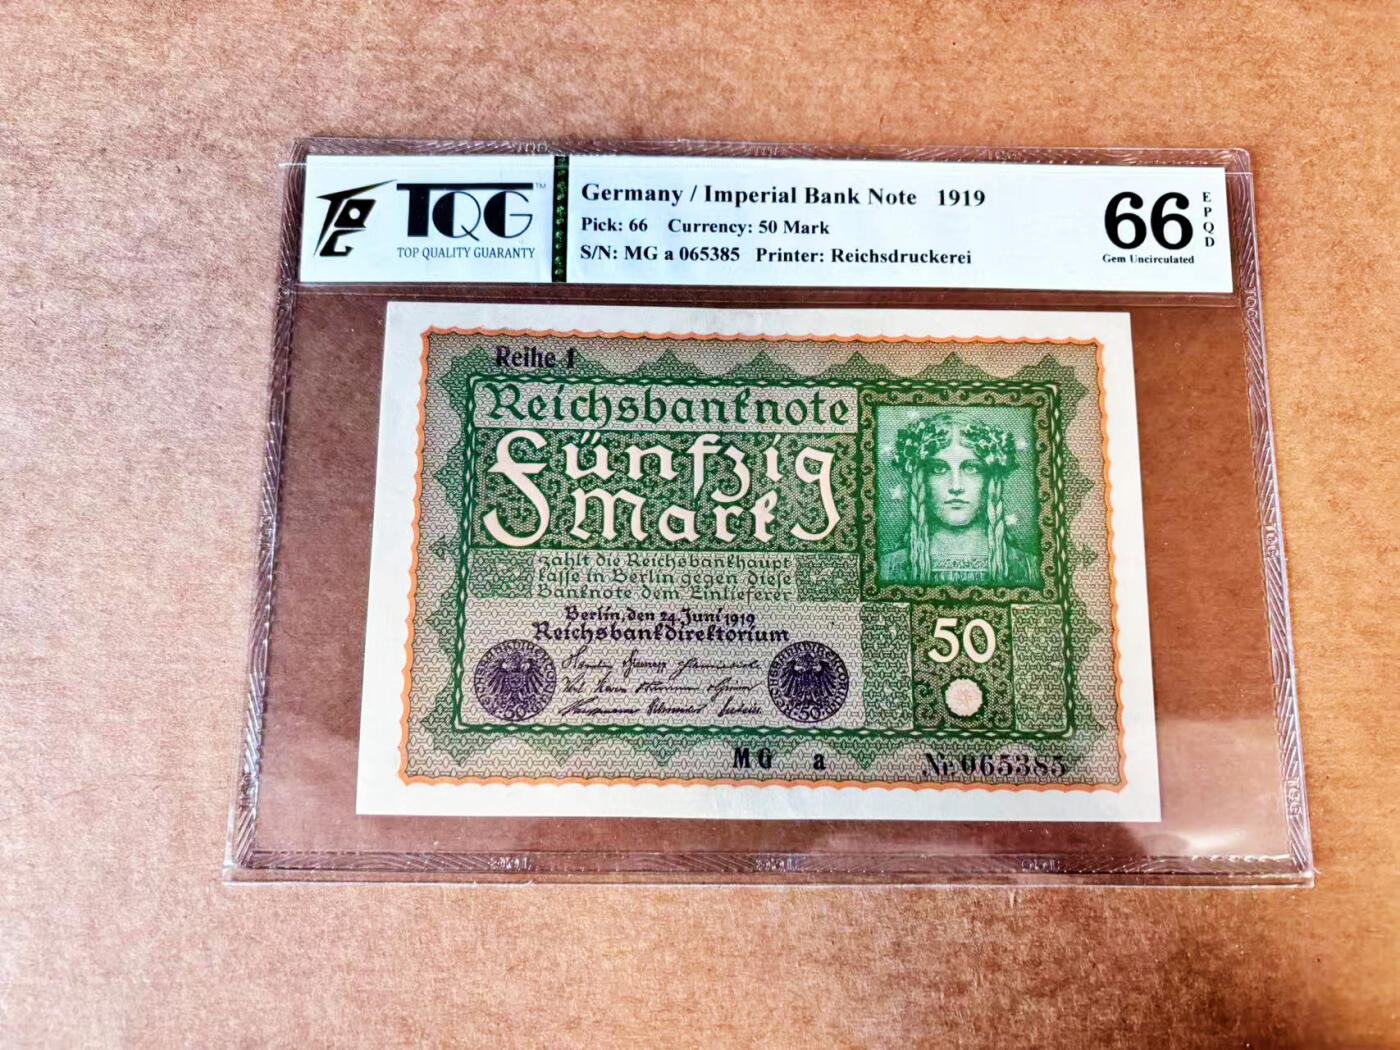 TQG™
TOP QUALITY GUARANTY
Germany / Imperial Bank Note 1919
Pick: 66 Currency: 50 Mark
S/N: MG a 065385 Printer: Reichsdruckerei
66
EPQD
Gem Uncirculated
Reihe 1
Reichsbanknote
Fünfzig
Mark
zahlt die Reichsbankhaupt
kasse in Berlin gegen diese
Banknote dem Einlieferer
Berlin, den 24. Juni 1919
Reichsbankdirektorium
50
MG a
№ 065385